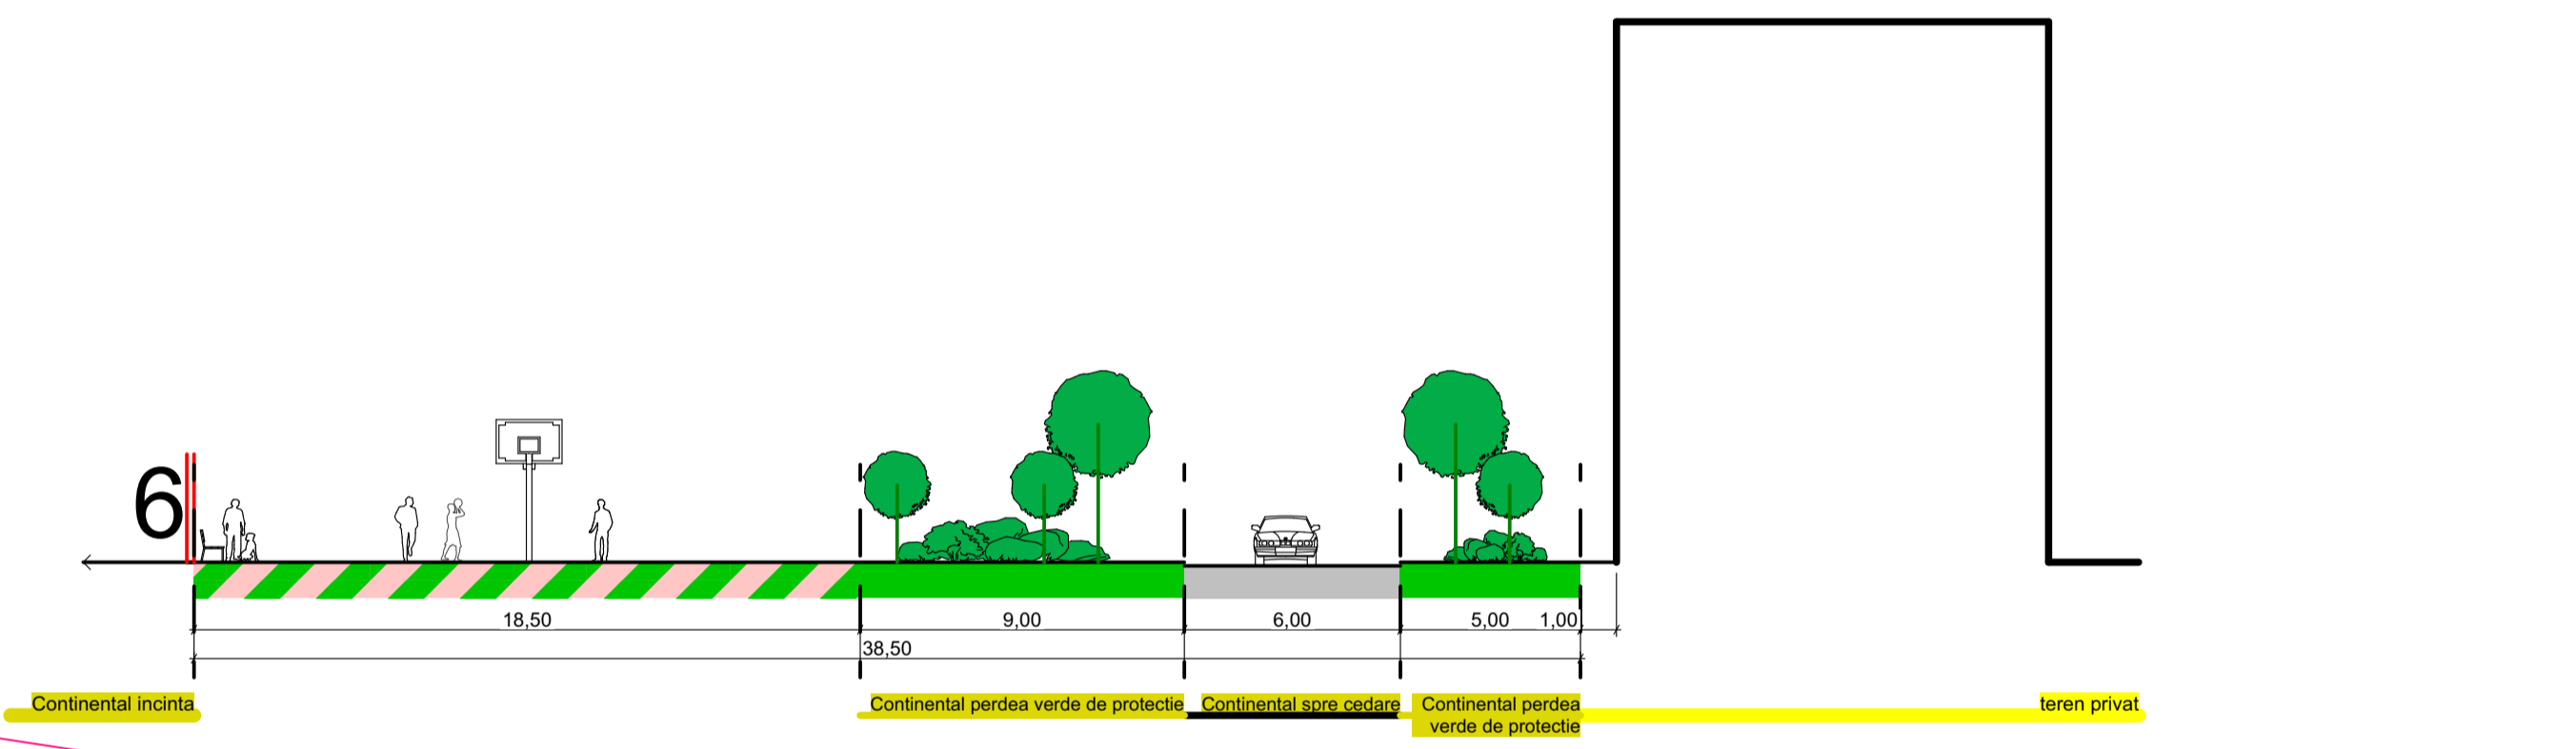 6
18,50
9,00
6,00
5,00
1,00
38,50
Continental incinta
Continental perdea verde de protectie
Continental spre cedare
Continental perdea
verde de protectie
teren privat